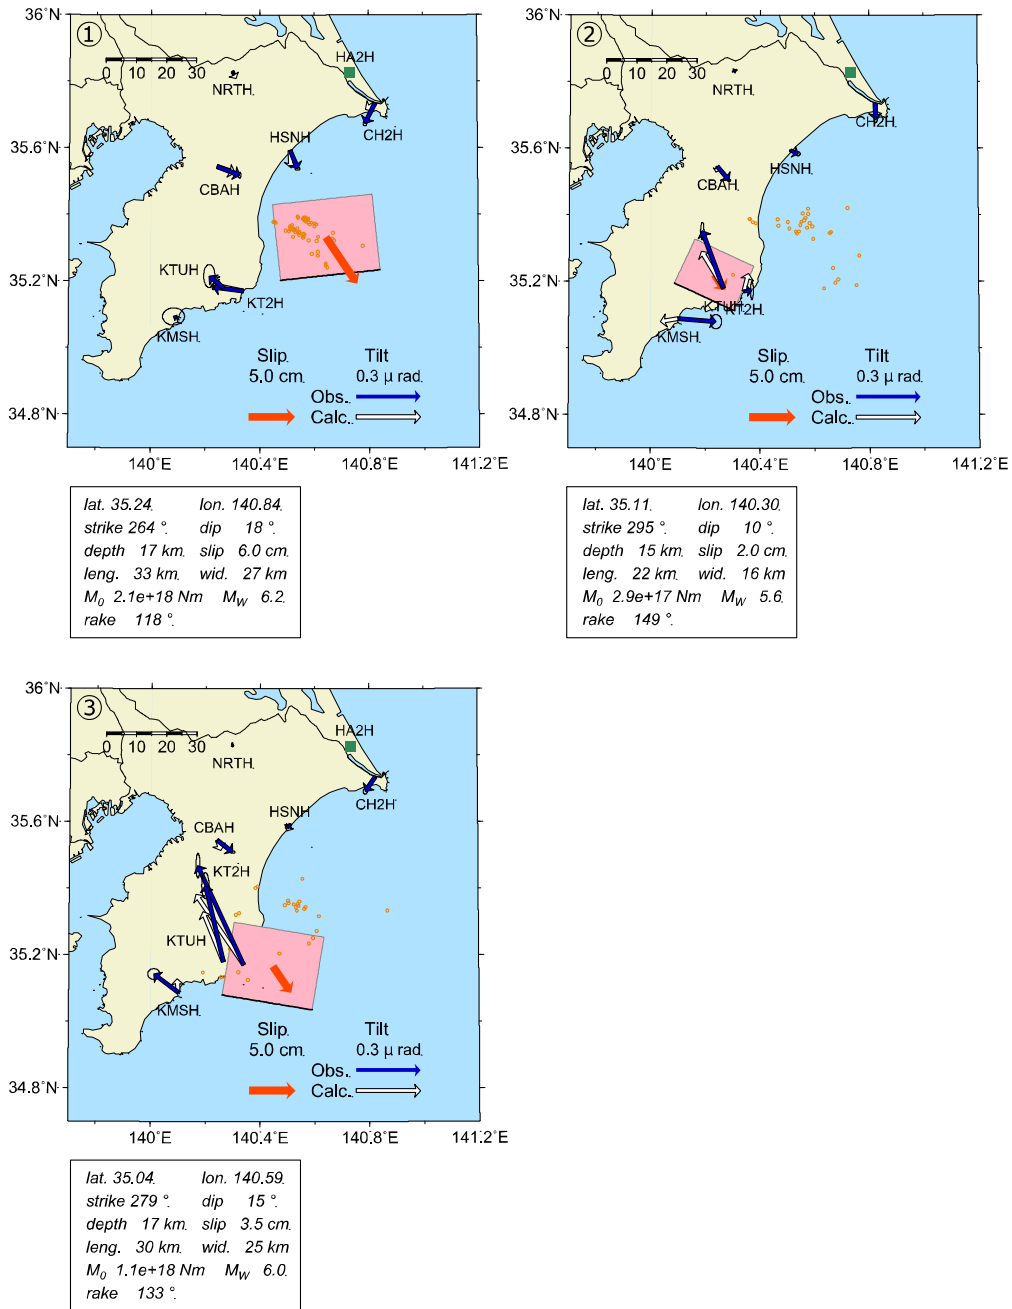 36˚N
①
0 10 20 30
HA2H
NRTH
CH2H
35.6˚N
HSNH
CBAH
KTUH
35.2˚N
KT2H
KMSH
Slip
Tilt
5.0 cm
0.3 μ rad
Obs.
34.8˚N
Calc.
140˚E
140.4˚E
140.8˚E
141.2˚E
lat. 35.24 lon. 140.84
strike 264 ° dip 18 °
depth 17 km slip 6.0 cm
leng. 33 km wid. 27 km
M0 2.1e+18 Nm MW 6.2
rake 118 °
36˚N
②
0 10 20 30
HA2H
NRTH
CH2H
35.6˚N
HSNH
CBAH
35.2˚N
KTUH
KT2H
KMSH
Slip
Tilt
5.0 cm
0.3 μ rad
Obs.
34.8˚N
Calc.
140˚E
140.4˚E
140.8˚E
141.2˚E
lat. 35.11 lon. 140.30
strike 295 ° dip 10 °
depth 15 km slip 2.0 cm
leng. 22 km wid. 16 km
M0 2.9e+17 Nm MW 5.6
rake 149 °
36˚N
③
0 10 20 30
HA2H
NRTH
CH2H
35.6˚N
HSNH
CBAH
KT2H
KTUH
35.2˚N
KMSH
Slip
Tilt
5.0 cm
0.3 μ rad
Obs.
34.8˚N
Calc.
140˚E
140.4˚E
140.8˚E
141.2˚E
lat. 35.04 lon. 140.59
strike 279 ° dip 15 °
depth 17 km slip 3.5 cm
leng. 30 km wid. 25 km
M0 1.1e+18 Nm MW 6.0
rake 133 °